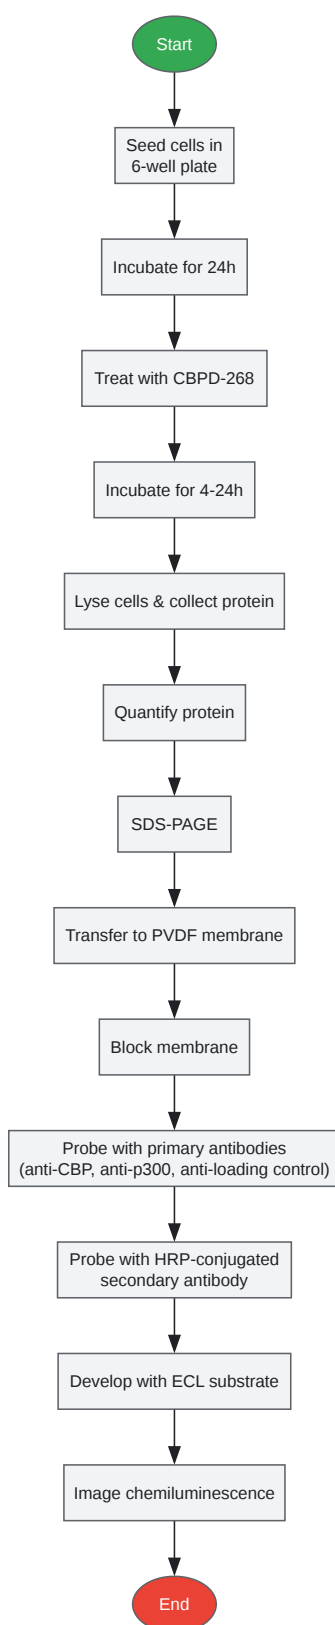 Start
Seed cells in
6-well plate
Incubate for 24h
Treat with CBPD-268
Incubate for 4-24h
Lyse cells & collect protein
Quantify protein
SDS-PAGE
Transfer to PVDF membrane
Block membrane
Probe with primary antibodies
(anti-CBP, anti-p300, anti-loading control)
Probe with HRP-conjugated
secondary antibody
Develop with ECL substrate
Image chemiluminescence
End